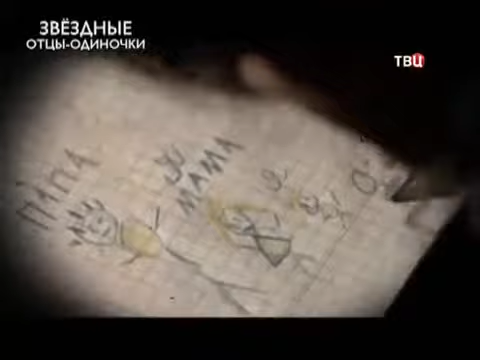 ЗВЁЗДНЫЕ
ОТЦЫ-ОДИНОЧКИ
ТВЦ
ПАПА
Я
МАМА